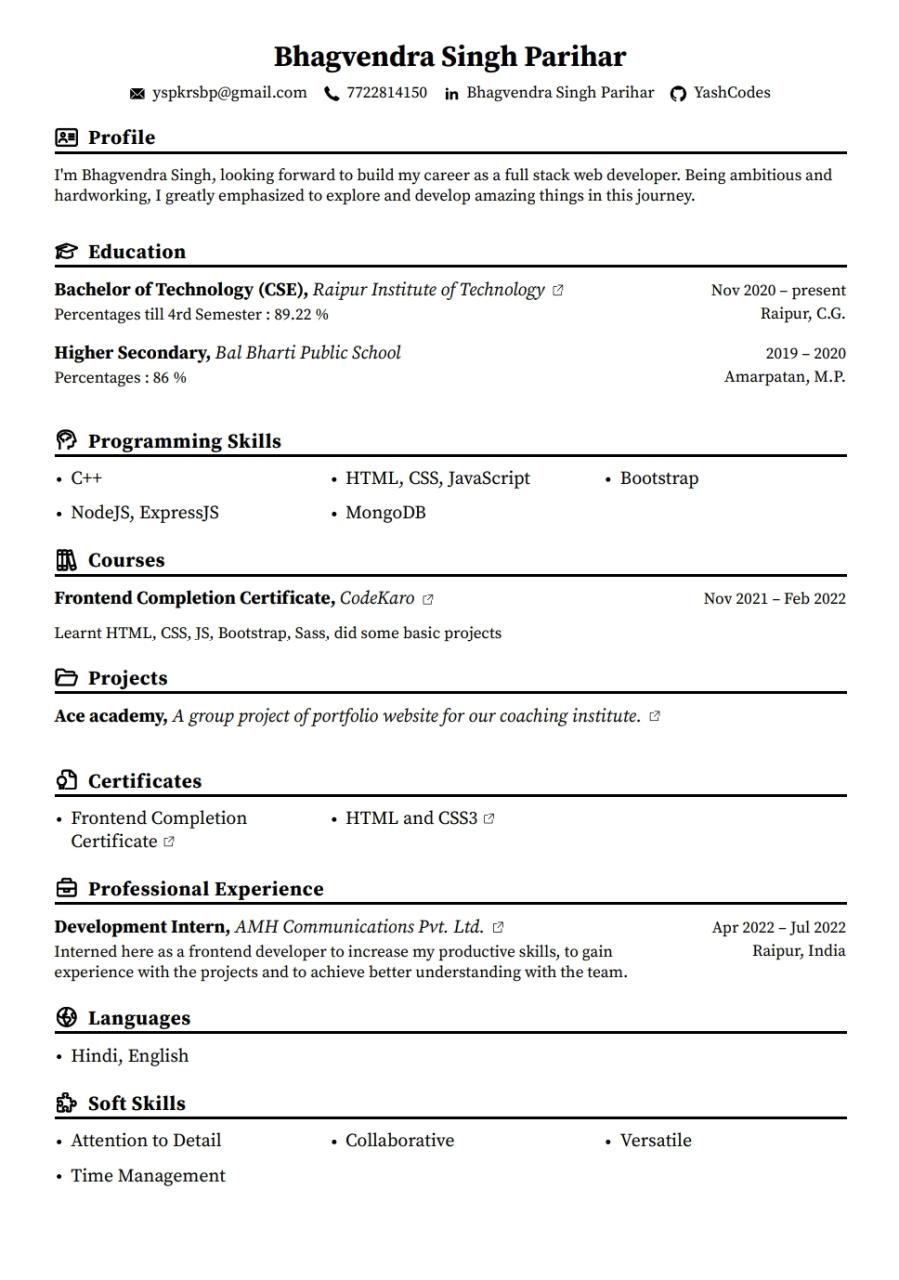 Bhagvendra Singh Parihar
yspkrsbp@gmail.com 7722814150 in Bhagvendra Singh Parihar YashCodes
Profile
I'm Bhagvendra Singh, looking forward to build my career as a full stack web developer. Being ambitious and
hardworking, I greatly emphasized to explore and develop amazing things in this journey.
Education
Bachelor of Technology (CSE), Raipur Institute of Technology Nov 2020 – present
Percentages till 4rd Semester : 89.22 % Raipur, C.G.
Higher Secondary, Bal Bharti Public School 2019 – 2020
Percentages : 86 % Amarpatan, M.P.
Programming Skills
• C++ • HTML, CSS, JavaScript • Bootstrap
• NodeJS, ExpressJS • MongoDB
Courses
Frontend Completion Certificate, CodeKaro Nov 2021 – Feb 2022
Learnt HTML, CSS, JS, Bootstrap, Sass, did some basic projects
Projects
Ace academy, A group project of portfolio website for our coaching institute.
Certificates
• Frontend Completion • HTML and CSS3
Certificate
Professional Experience
Development Intern, AMH Communications Pvt. Ltd. Apr 2022 – Jul 2022
Interned here as a frontend developer to increase my productive skills, to gain Raipur, India
experience with the projects and to achieve better understanding with the team.
Languages
• Hindi, English
Soft Skills
• Attention to Detail • Collaborative • Versatile
• Time Management